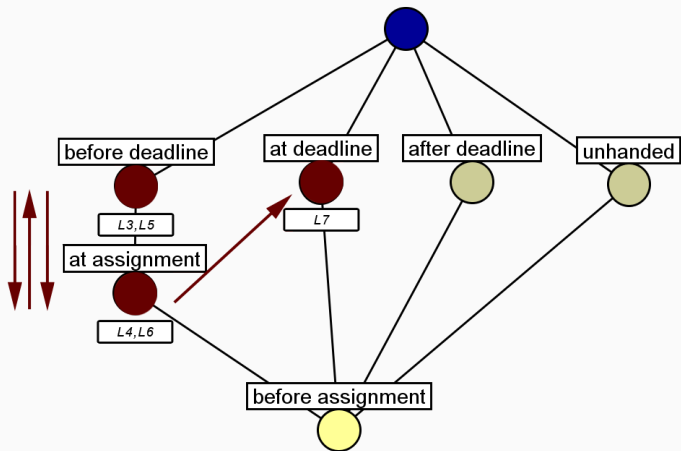 before deadline
at deadline
after deadline
unhanded
L3,L5
L7
at assignment
L4,L6
before assignment